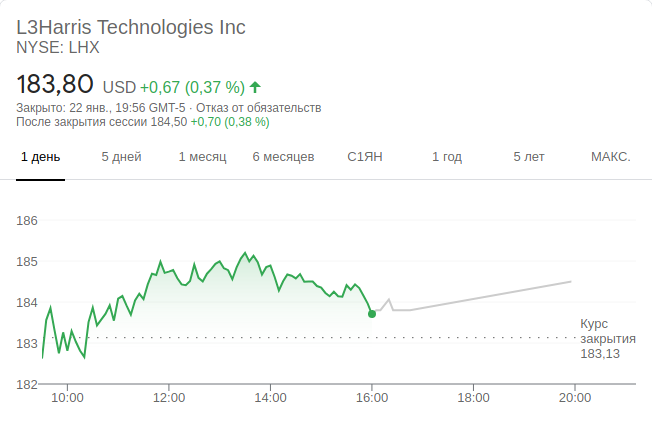 L3Harris Technologies Inc
NYSE: LHX
183,80 USD +0,67 (0,37 %)
Закрыто: 22 янв., 19:56 GMT-5 · Отказ от обязательств
После закрытия сессии 184,50 +0,70 (0,38 %)
1 день 5 дней 1 месяц 6 месяцев С1ЯН 1 год 5 лет МАКС.
186
185
184
183
182
Курс
закрытия
183,13
10:00 12:00 14:00 16:00 18:00 20:00